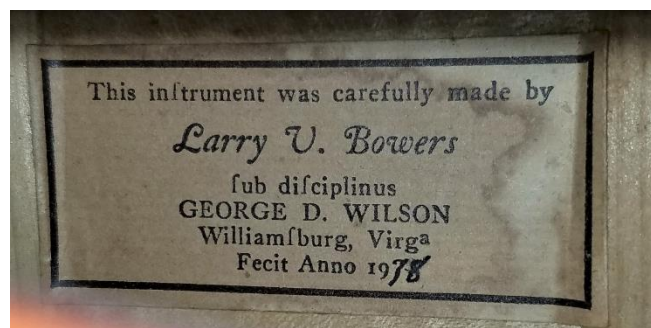 This inſtrument was carefully made by
Larry V. Bowers
ſub diſciplinus
GEORGE D. WILSON
Williamſburg, Virgᵃ
Fecit Anno 1978